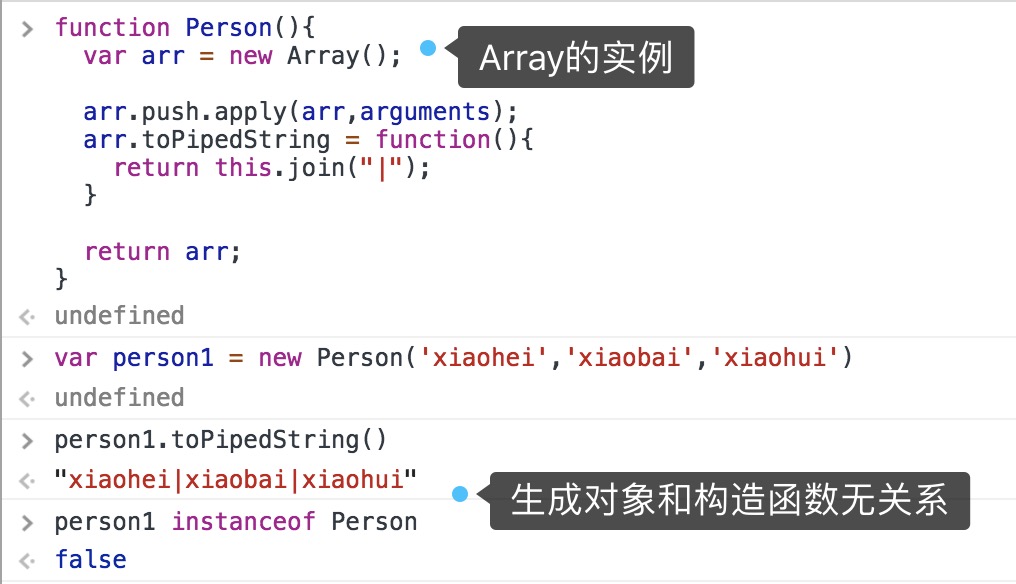 function Person(){
var arr = new Array();
Array的实例
arr.push.apply(arr,arguments);
arr.toPipedString = function(){
return this.join("|");
}
return arr;
}
undefined
var person1 = new Person('xiaohei','xiaobai','xiaohui')
undefined
person1.toPipedString()
"xiaohei|xiaobai|xiaohui"
生成对象和构造函数无关系
person1 instanceof Person
false